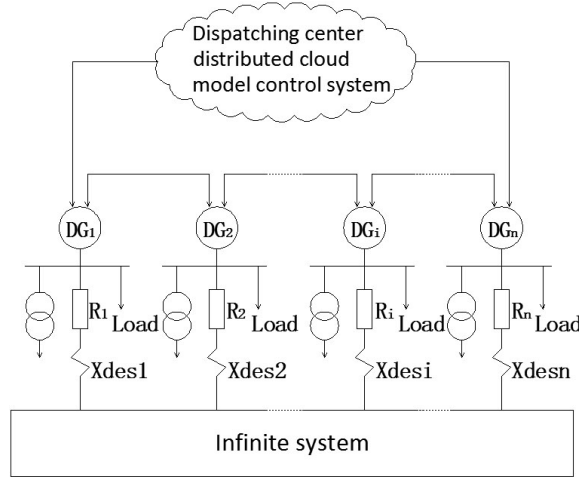 Dispatching center
distributed cloud
model control system
DG₁ DG₂ DGᵢ DGₙ
R₁ R₂ Rᵢ Rₙ
Load Load Load Load
Xdes1 Xdes2 Xdesi Xdesn
Infinite system